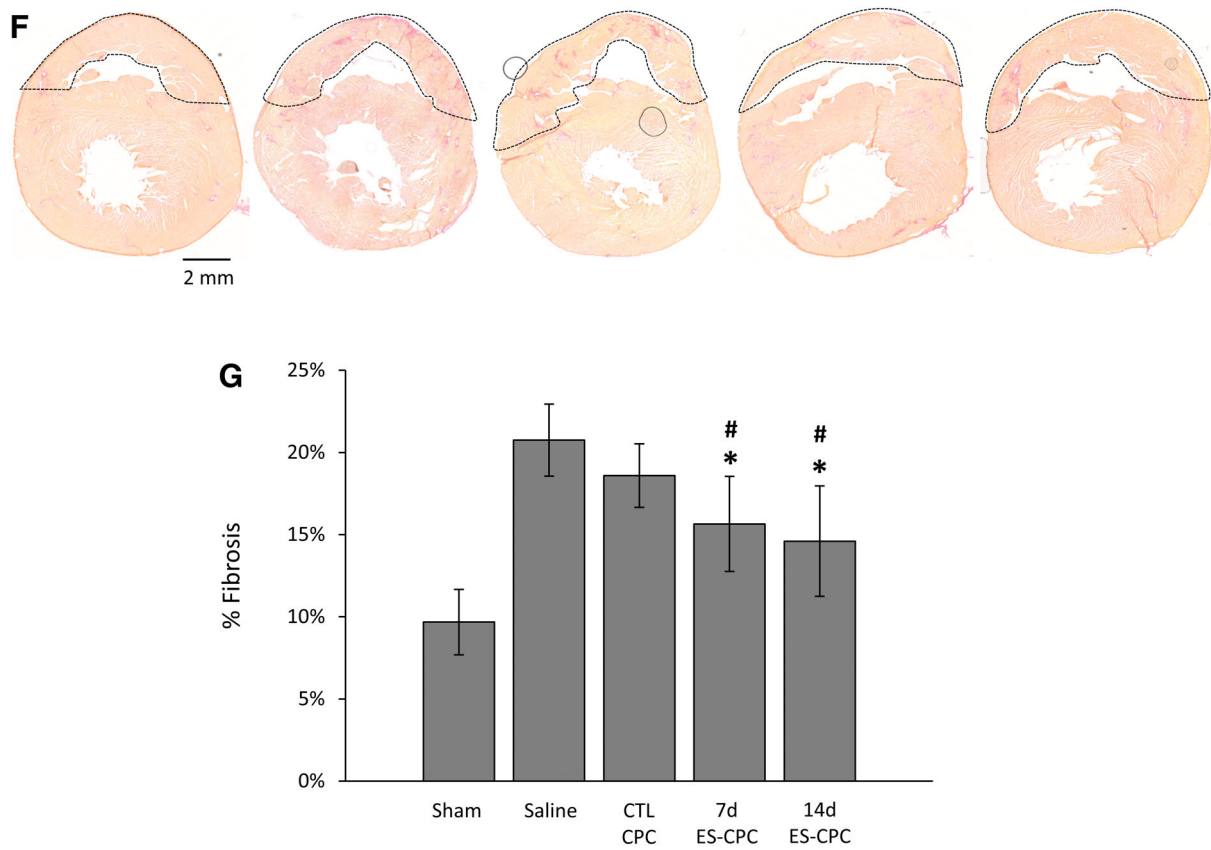 F
2 mm
G
25%
20%
15%
10%
5%
0%
% Fibrosis
#
*
#
*
Sham
Saline
CTL
CPC
7d
ES-CPC
14d
ES-CPC